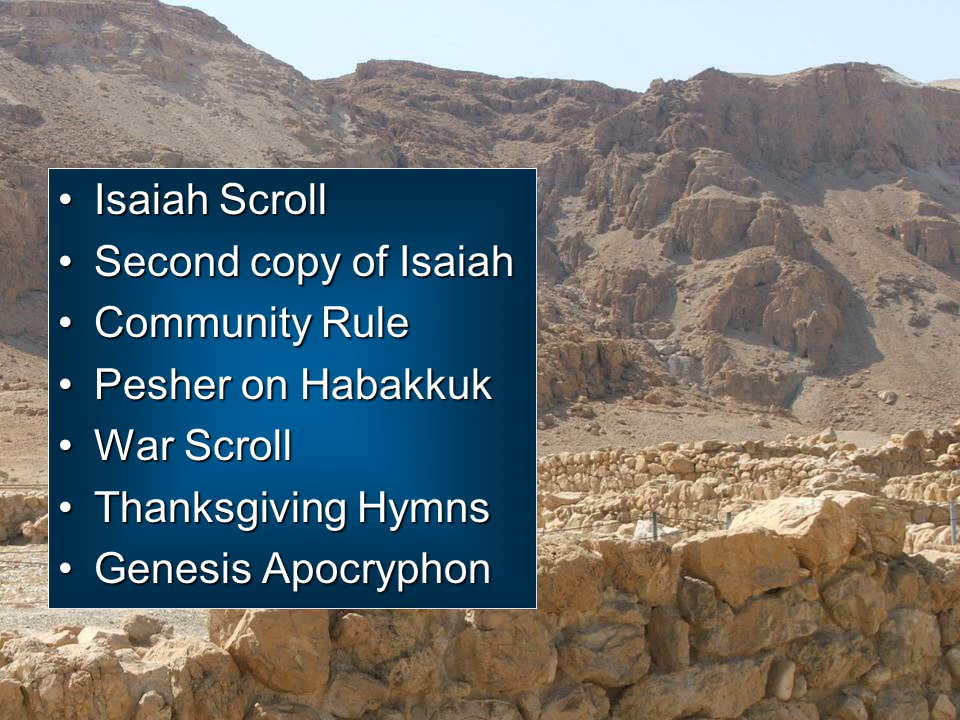 • Isaiah Scroll
• Second copy of Isaiah
• Community Rule
• Pesher on Habakkuk
• War Scroll
• Thanksgiving Hymns
• Genesis Apocryphon